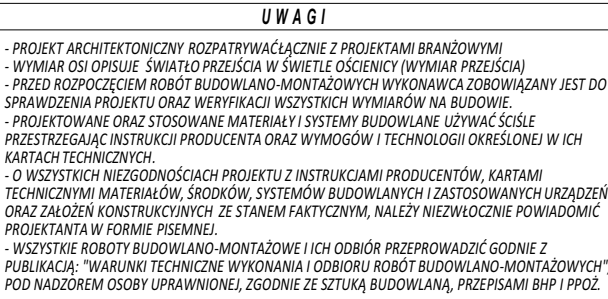 UWAGI
- PROJEKT ARCHITEKTONICZNY ROZPATRYWAĆŁĄCZNIE Z PROJEKTAMI BRANŻOWYMI
- WYMIAR OSI OPISUJE ŚWIATŁO PRZEJŚCIA W ŚWIETLE OŚCIENICY (WYMIAR PRZEJŚCIA)
- PRZED ROZPOCZĘCIEM ROBÓT BUDOWLANO-MONTAŻOWYCH WYKONAWCA ZOBOWIĄZANY JEST DO
SPRAWDZENIA PROJEKTU ORAZ WERYFIKACJI WSZYSTKICH WYMIARÓW NA BUDOWIE.
- PROJEKTOWANE ORAZ STOSOWANE MATERIAŁY I SYSTEMY BUDOWLANE UŻYWAĆ ŚCIŚLE
PRZESTRZEGAJĄC INSTRUKCJI PRODUCENTA ORAZ WYMOGÓW I TECHNOLOGII OKREŚLONEJ W ICH
KARTACH TECHNICZNYCH.
- O WSZYSTKICH NIEZGODNOŚCIACH PROJEKTU Z INSTRUKCJAMI PRODUCENTÓW, KARTAMI
TECHNICZNYMI MATERIAŁÓW, ŚRODKÓW, SYSTEMÓW BUDOWLANYCH I ZASTOSOWANYCH URZĄDZEŃ
ORAZ ZAŁOŻEŃ KONSTRUKCYJNYCH ZE STANEM FAKTYCZNYM, NALEŻY NIEZWŁOCZNIE POWIADOMIĆ
PROJEKTANTA W FORMIE PISEMNEJ.
- WSZYSTKIE ROBOTY BUDOWLANO-MONTAŻOWE I ICH ODBIÓR PRZEPROWADZIĆ GODNIE Z
PUBLIKACJĄ: "WARUNKI TECHNICZNE WYKONANIA I ODBIORU ROBÓT BUDOWLANO-MONTAŻOWYCH",
POD NADZOREM OSOBY UPRAWNIONEJ, ZGODNIE ZE SZTUKĄ BUDOWLANĄ, PRZEPISAMI BHP I PPOŻ.